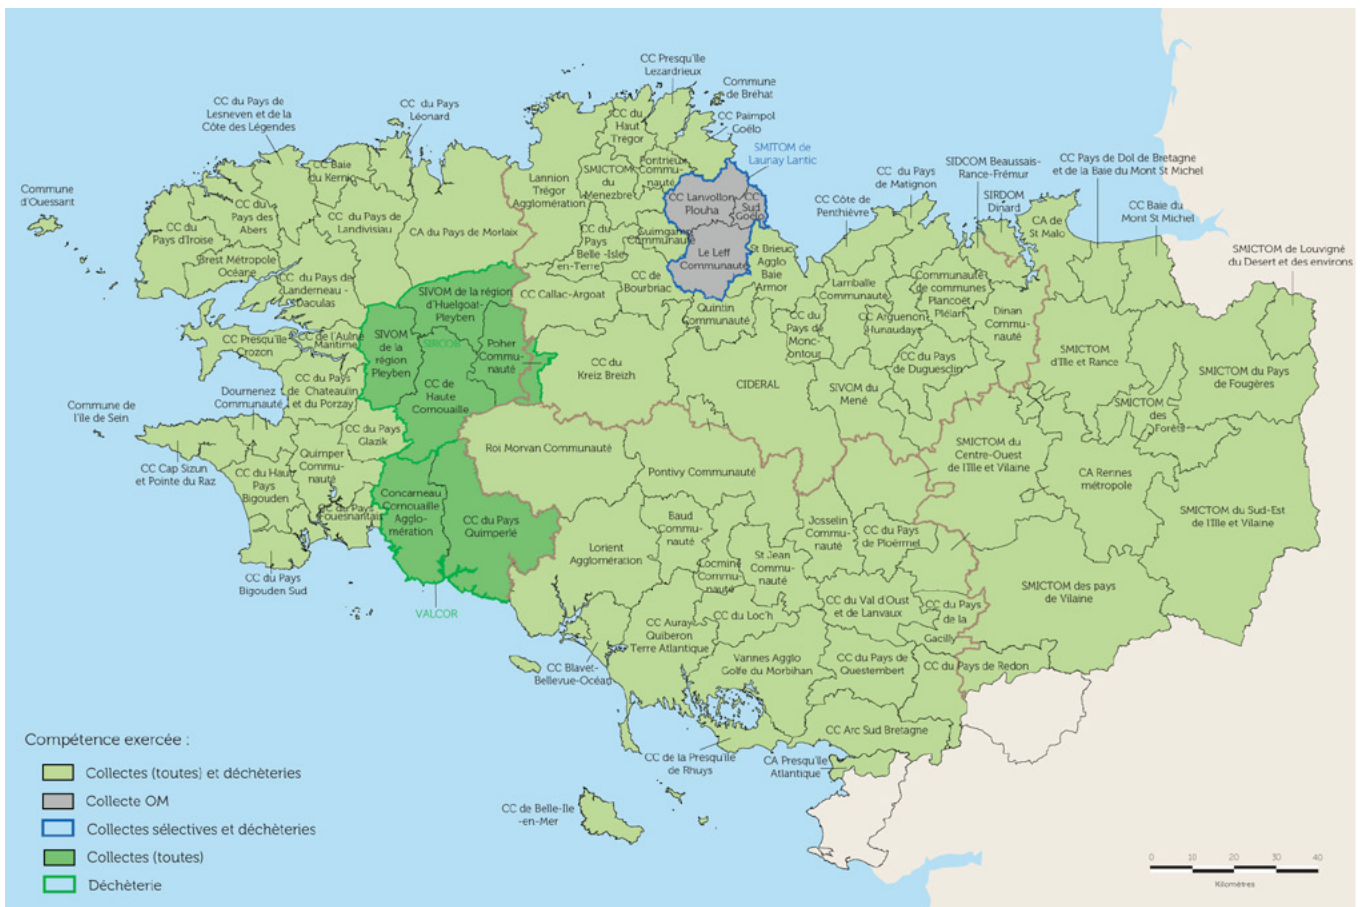 CC Presqu'île
Lezardrieux
Commune
de Bréhat
CC du Pays de
Lesneven et de la
Côte des Légendes
CC du Pays
Léonard
CC du
Haut
Trégor
CC Paimpol
Goëlo
SMITOM de
Launay Lantic
CC Baie
du Kernic
Lannion
Trégor
Agglomération
SMICTOM
du
Menezbret
Pontrieux
Commu-
nauté
CC du Pays
de Matignon
SIDCOM Beaussais-
Rance-Frémur
CC Pays de Dol de Bretagne
et de la Baie du Mont St Michel
SIRDOM
Dinard
CC Côte de
Penthièvre
CC Baie du
Mont St Michel
Commune
d'Ouessant
CC du
Pays des
Abers
CC du
Pays d'Iroise
CC du Pays de
Landivisiau
CA du Pays de Morlaix
CC Lanvollon
Plouha
CC
Sud
Goëlo
CA de
St Malo
SMICTOM de Louvigné
du Desert et des environs
Brest Métropole
Océane
CC du
Pays
Belle -Isle-
en-Terre
Guimgamp
Communauté
Le Leff
Communauté
St Brieuc
Agglo
Baie
Armor
CC du Pays de
Landerneau -
Daoulas
SIVOM de la région
d'Huelgoat-
Pleyben
CC Callac-Argoat
CC de
Bourbriac
Lamballe
Communauté
Communauté
de communes
Plancoët
Plélan
Quintin
Communauté
CC du
Pays de
Monc-
ontour
CC Arguenon
Hunauday
Dinan
Commu-
nauté
CC Presqu'île
Crozon
CC de l'Aulne
Maritime
SIVOM
de la
région
Pleyben
SIRCOB
Poher
Commu-
nauté
CC du
Kreiz Breizh
CC du Pays
de Duguesclin
SMICTOM
d'Ille et Rance
SMICTOM du Pays
de Fougères
CC du Pays
de Chateaulin
et du Porzay
CC de
Haute
Cornouaille
CIDERAL
SIVOM du
Mené
SMICTOM
des
Forêts
Dournenez
Communauté
Commune de
l'île de Sein
CC du Pays
Glazik
Roi Morvan Communauté
SMICTOM du
Centre-Ouest
de l'Ille et Vilaine
CC Cap Sizun
et Pointe du Raz
Quimper
Commu-
nauté
CC du Haut
Pays
Bigouden
Pontivy Communauté
CA Rennes
métropole
CC du Pays
Fouesnantais
Concarneau
Cornouaille
Agglo-
mération
CC du Pays
Quimperlé
Baud
Commu-
nauté
Josselin
Commu-
nauté
CC du Pays
de Ploërmel
SMICTOM du Sud-Est
de l'Ille et Vilaine
Lorient
Agglomération
Locminé
Commu-
nauté
St Jean
Commu-
nauté
CC du Pays
Bigouden Sud
SMICTOM des pays
de Vilaine
VALCOR
CC du Loc'h
CC du Val d'Oust
et de Lanvaux
CC du Pays
de la
Gacilly
CC Auray
Quiberon
Terre Atlantique
CC Blavet-
Bellevue-Océan
Vannes Agglo
Golfe du Morbihan
CC du Pays de
Questembert
CC du Pays de Redon
CC Arc Sud Bretagne
CC de la Presqu'île
de Rhuys
CA Presqu'île
Atlantique
CC de Belle-Ile
-en-Mer
Compétence exercée :
Collectes (toutes) et déchèteries
Collecte OM
Collectes sélectives et déchèteries
Collectes (toutes)
Déchèterie
0 10 20 30 40
Kilomètres